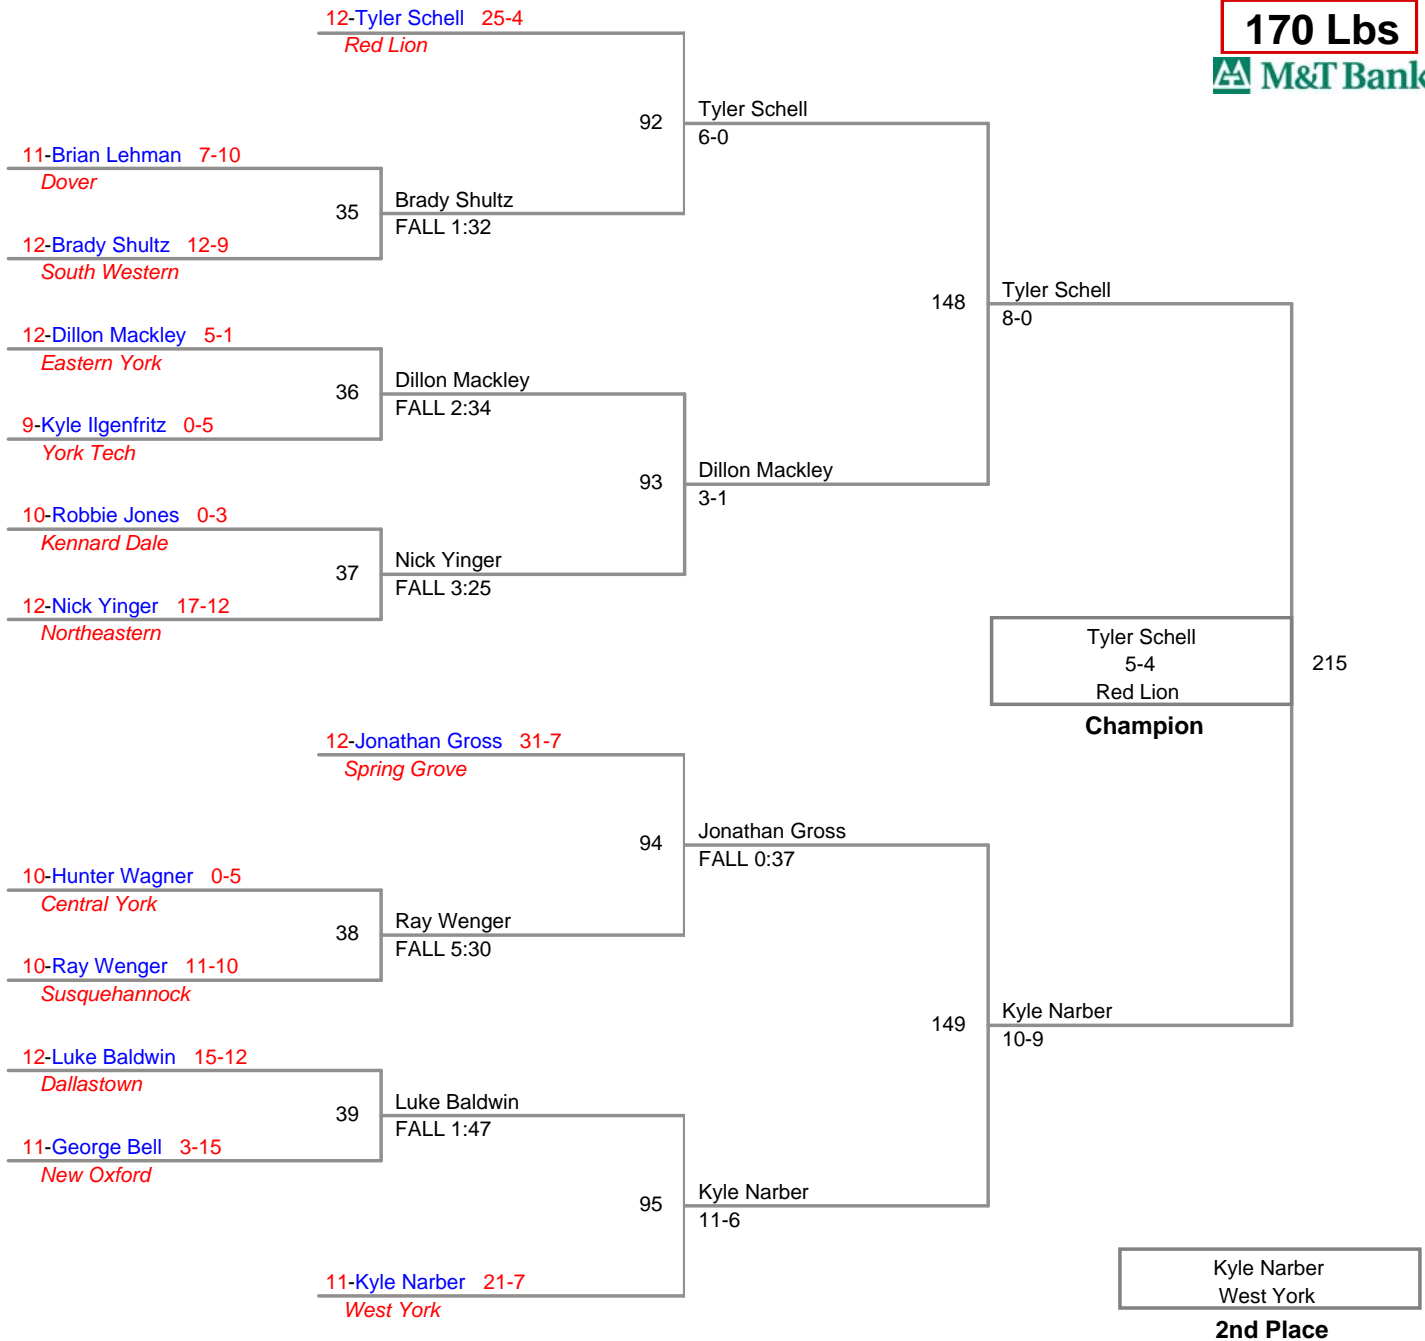 12-Tyler Schell 25-4
Red Lion
170 Lbs
M&T Bank
92
Tyler Schell
6-0
11-Brian Lehman 7-10
Dover
35
Brady Shultz
FALL 1:32
12-Brady Shultz 12-9
South Western
148
Tyler Schell
8-0
12-Dillon Mackley 5-1
Eastern York
36
Dillon Mackley
FALL 2:34
9-Kyle Ilgenfritz 0-5
York Tech
93
Dillon Mackley
3-1
10-Robbie Jones 0-3
Kennard Dale
37
Nick Yinger
FALL 3:25
12-Nick Yinger 17-12
Northeastern
Tyler Schell
5-4
Red Lion
215
Champion
12-Jonathan Gross 31-7
Spring Grove
94
Jonathan Gross
FALL 0:37
10-Hunter Wagner 0-5
Central York
38
Ray Wenger
FALL 5:30
10-Ray Wenger 11-10
Susquehannock
149
Kyle Narber
10-9
12-Luke Baldwin 15-12
Dallastown
39
Luke Baldwin
FALL 1:47
11-George Bell 3-15
New Oxford
95
Kyle Narber
11-6
11-Kyle Narber 21-7
West York
Kyle Narber
West York
2nd Place